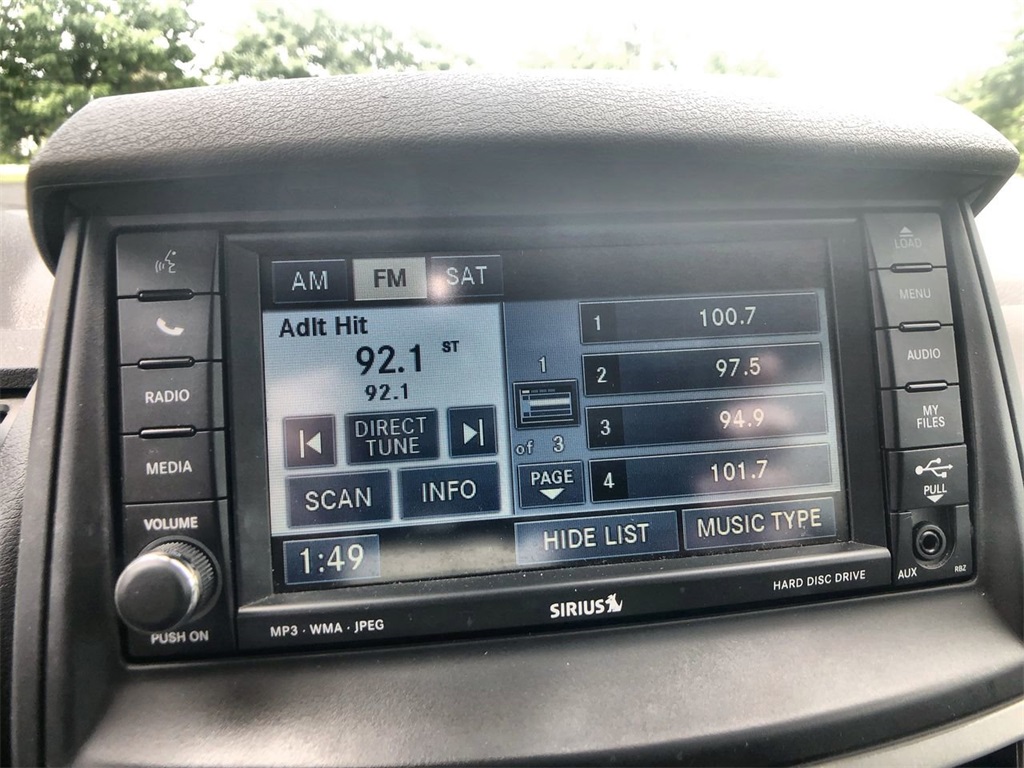 AM FM SAT
Adlt Hit
92.1 ST
92.1
DIRECT
TUNE
SCAN INFO
1:49
1
of 3
PAGE
1 100.7
2 97.5
3 94.9
4 101.7
HIDE LIST MUSIC TYPE
RADIO
MEDIA
VOLUME
PUSH ON
LOAD
MENU
AUDIO
MY
FILES
PULL
AUX RBZ
MP3 · WMA · JPEG
SIRIUS
HARD DISC DRIVE